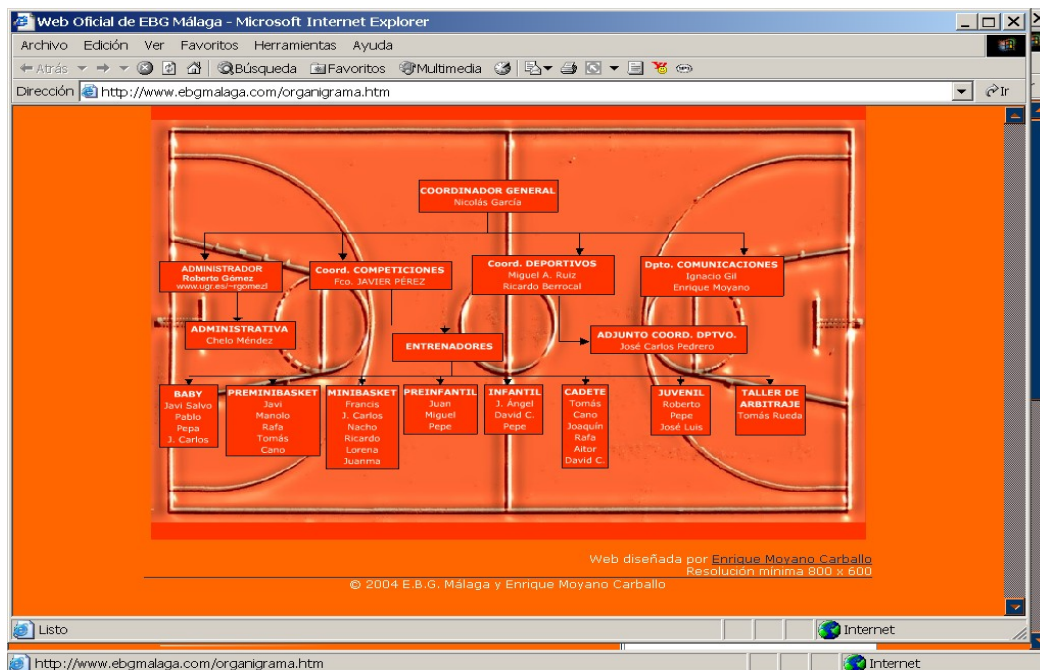 Web Oficial de EBG Málaga - Microsoft Internet Explorer
Archivo Edición Ver Favoritos Herramientas Ayuda
Atrás Búsqueda Favoritos Multimedia
Dirección http://www.ebgmalaga.com/organigrama.htm Ir
COORDINADOR GENERAL
Nicolás García
ADMINISTRADOR
Roberto Gómez
www.ugr.es/~rgomezl
Coord. COMPETICIONES
Fco. JAVIER PÉREZ
Coord. DEPORTIVOS
Miguel A. Ruiz
Ricardo Berrocal
Dpto. COMUNICACIONES
Ignacio Gil
Enrique Moyano
ADMINISTRATIVA
Chelo Méndez
ENTRENADORES
ADJUNTO COORD. DPTVO.
José Carlos Pedrero
BABY
Javi Salvo
Pablo
Pepa
J. Carlos
PREMINIBASKET
Javi
Manolo
Rafa
Tomás
Cano
MINIBASKET
Francis
J. Carlos
Nacho
Ricardo
Lorena
Juanma
PREINFANTIL
Juan
Miguel
Pepe
INFANTIL
J. Ángel
David C.
Pepe
CADETE
Tomás
Cano
Joaquín
Rafa
Aitor
David C.
JUVENIL
Roberto
Pepe
José Luis
TALLER DE
ARBITRAJE
Tomás Rueda
Web diseñada por Enrique Moyano Carballo
Resolución mínima 800 x 600
© 2004 E.B.G. Málaga y Enrique Moyano Carballo
Listo Internet
http://www.ebgmalaga.com/organigrama.htm Internet